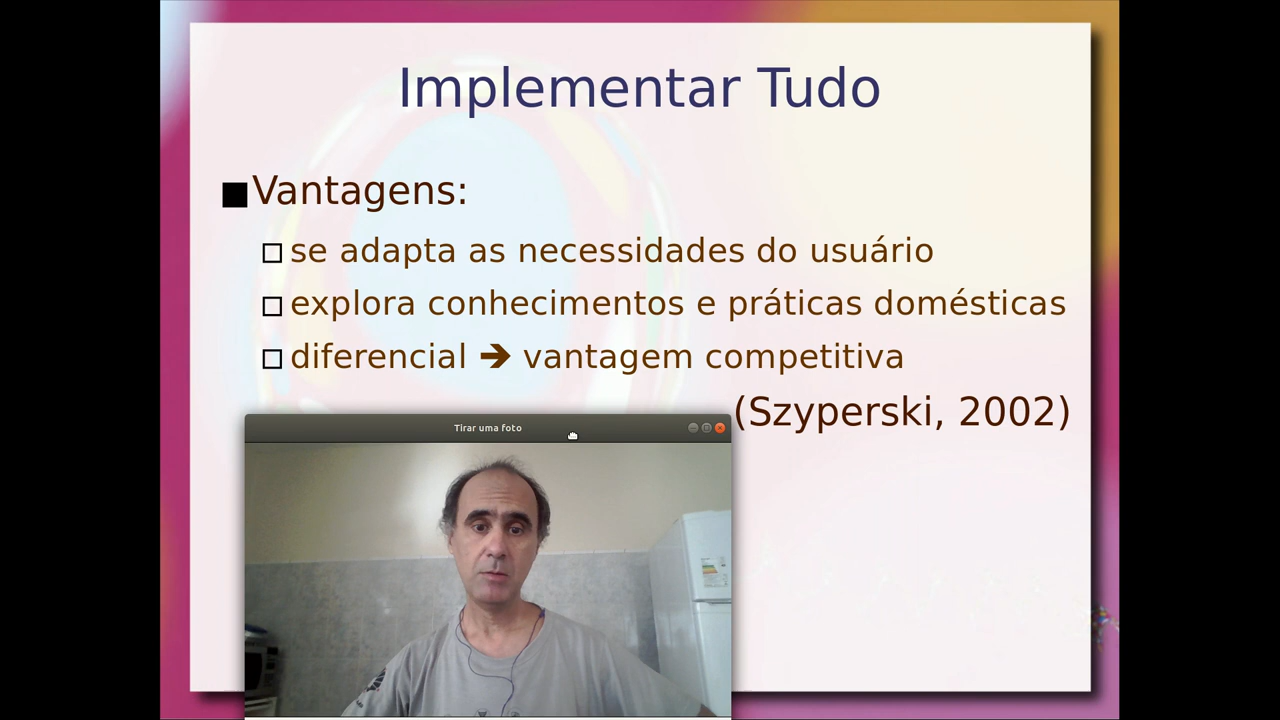 Implementar Tudo
Vantagens:
se adapta as necessidades do usuário
explora conhecimentos e práticas domésticas
diferencial ➔ vantagem competitiva
(Szyperski, 2002)
Tirar uma foto